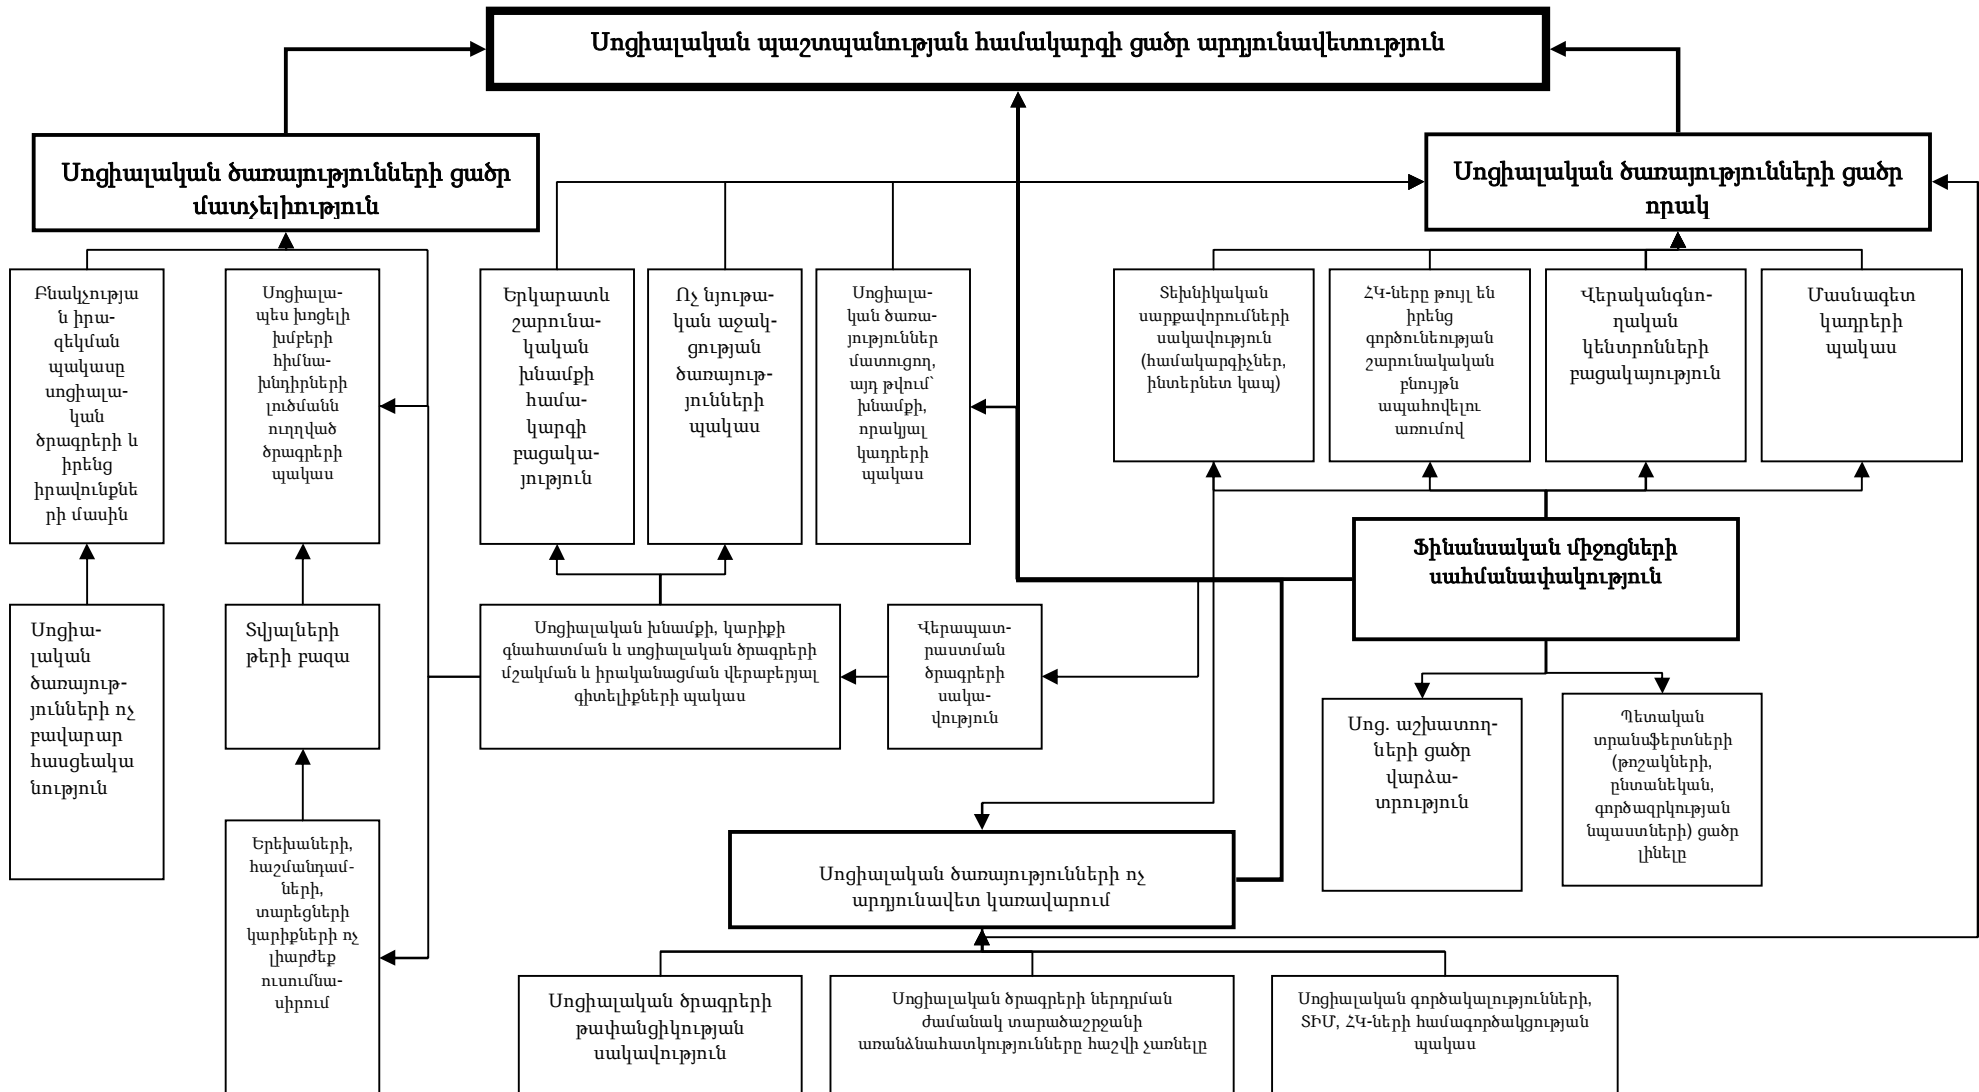 Սոցիալական պաշտպանության համակարգի ցածր արդյունավետություն
Սոցիալական ծառայությունների ցածր
մատչելիություն
Սոցիալական ծառայությունների ցածր
որակ
Բնակչությա
ն իրա-
զեկման
պակասը
սոցիալա-
կան
ծրագրերի և
իրենց
իրավունքնե
րի մասին
Սոցիալա-
պես խոցելի
խմբերի
հիմնա-
խնդիրների
լուծմանն
ուղղված
ծրագրերի
պակաս
Երկարատև
շարունա-
կական
խնամքի
համա-
կարգի
բացակա-
յություն
Ոչ նյութա-
կան աջակ-
ցության
ծառայութ-
յունների
պակաս
Սոցիալա-
կան ծառա-
յություններ
մատուցող,
այդ թվում՝
խնամքի,
որակյալ
կադրերի
պակաս
Տեխնիկական
սարքավորումների
սակավություն
(համակարգիչներ,
ինտերնետ կապ)
ՀԿ-ները թույլ են
իրենց
գործունեության
շարունակական
բնույթն
ապահովելու
առումով
Վերականգնո-
ղական
կենտրոնների
բացակայություն
Մասնագետ
կադրերի
պակաս
Ֆինանսական միջոցների
սահմանափակություն
Սոցիա-
լական
ծառայութ-
յունների ոչ
բավարար
հասցեակա
նություն
Տվյալների
թերի բազա
Սոցիալական խնամքի, կարիքի
գնահատման և սոցիալական ծրագրերի
մշակման և իրականացման վերաբերյալ
գիտելիքների պակաս
Վերապատ-
րաստման
ծրագրերի
սակա-
վություն
Սոց. աշխատող-
ների ցածր
վարձա-
տրություն
Պետական
տրանսֆերտների
(թոշակների,
ընտանեկան,
գործազրկության
նպաստների) ցածր
լինելը
Երեխաների,
հաշմանդամ-
ների,
տարեցների
կարիքների ոչ
լիարժեք
ուսումնա-
սիրում
Սոցիալական ծառայությունների ոչ
արդյունավետ կառավարում
Սոցիալական ծրագրերի
թափանցիկության
սակավություն
Սոցիալական ծրագրերի ներդրման
ժամանակ տարածաշրջանի
առանձնահատկությունները հաշվի չառնելը
Սոցիալական գործակալությունների,
ՏԻՄ, ՀԿ-ների համագործակցության
պակաս